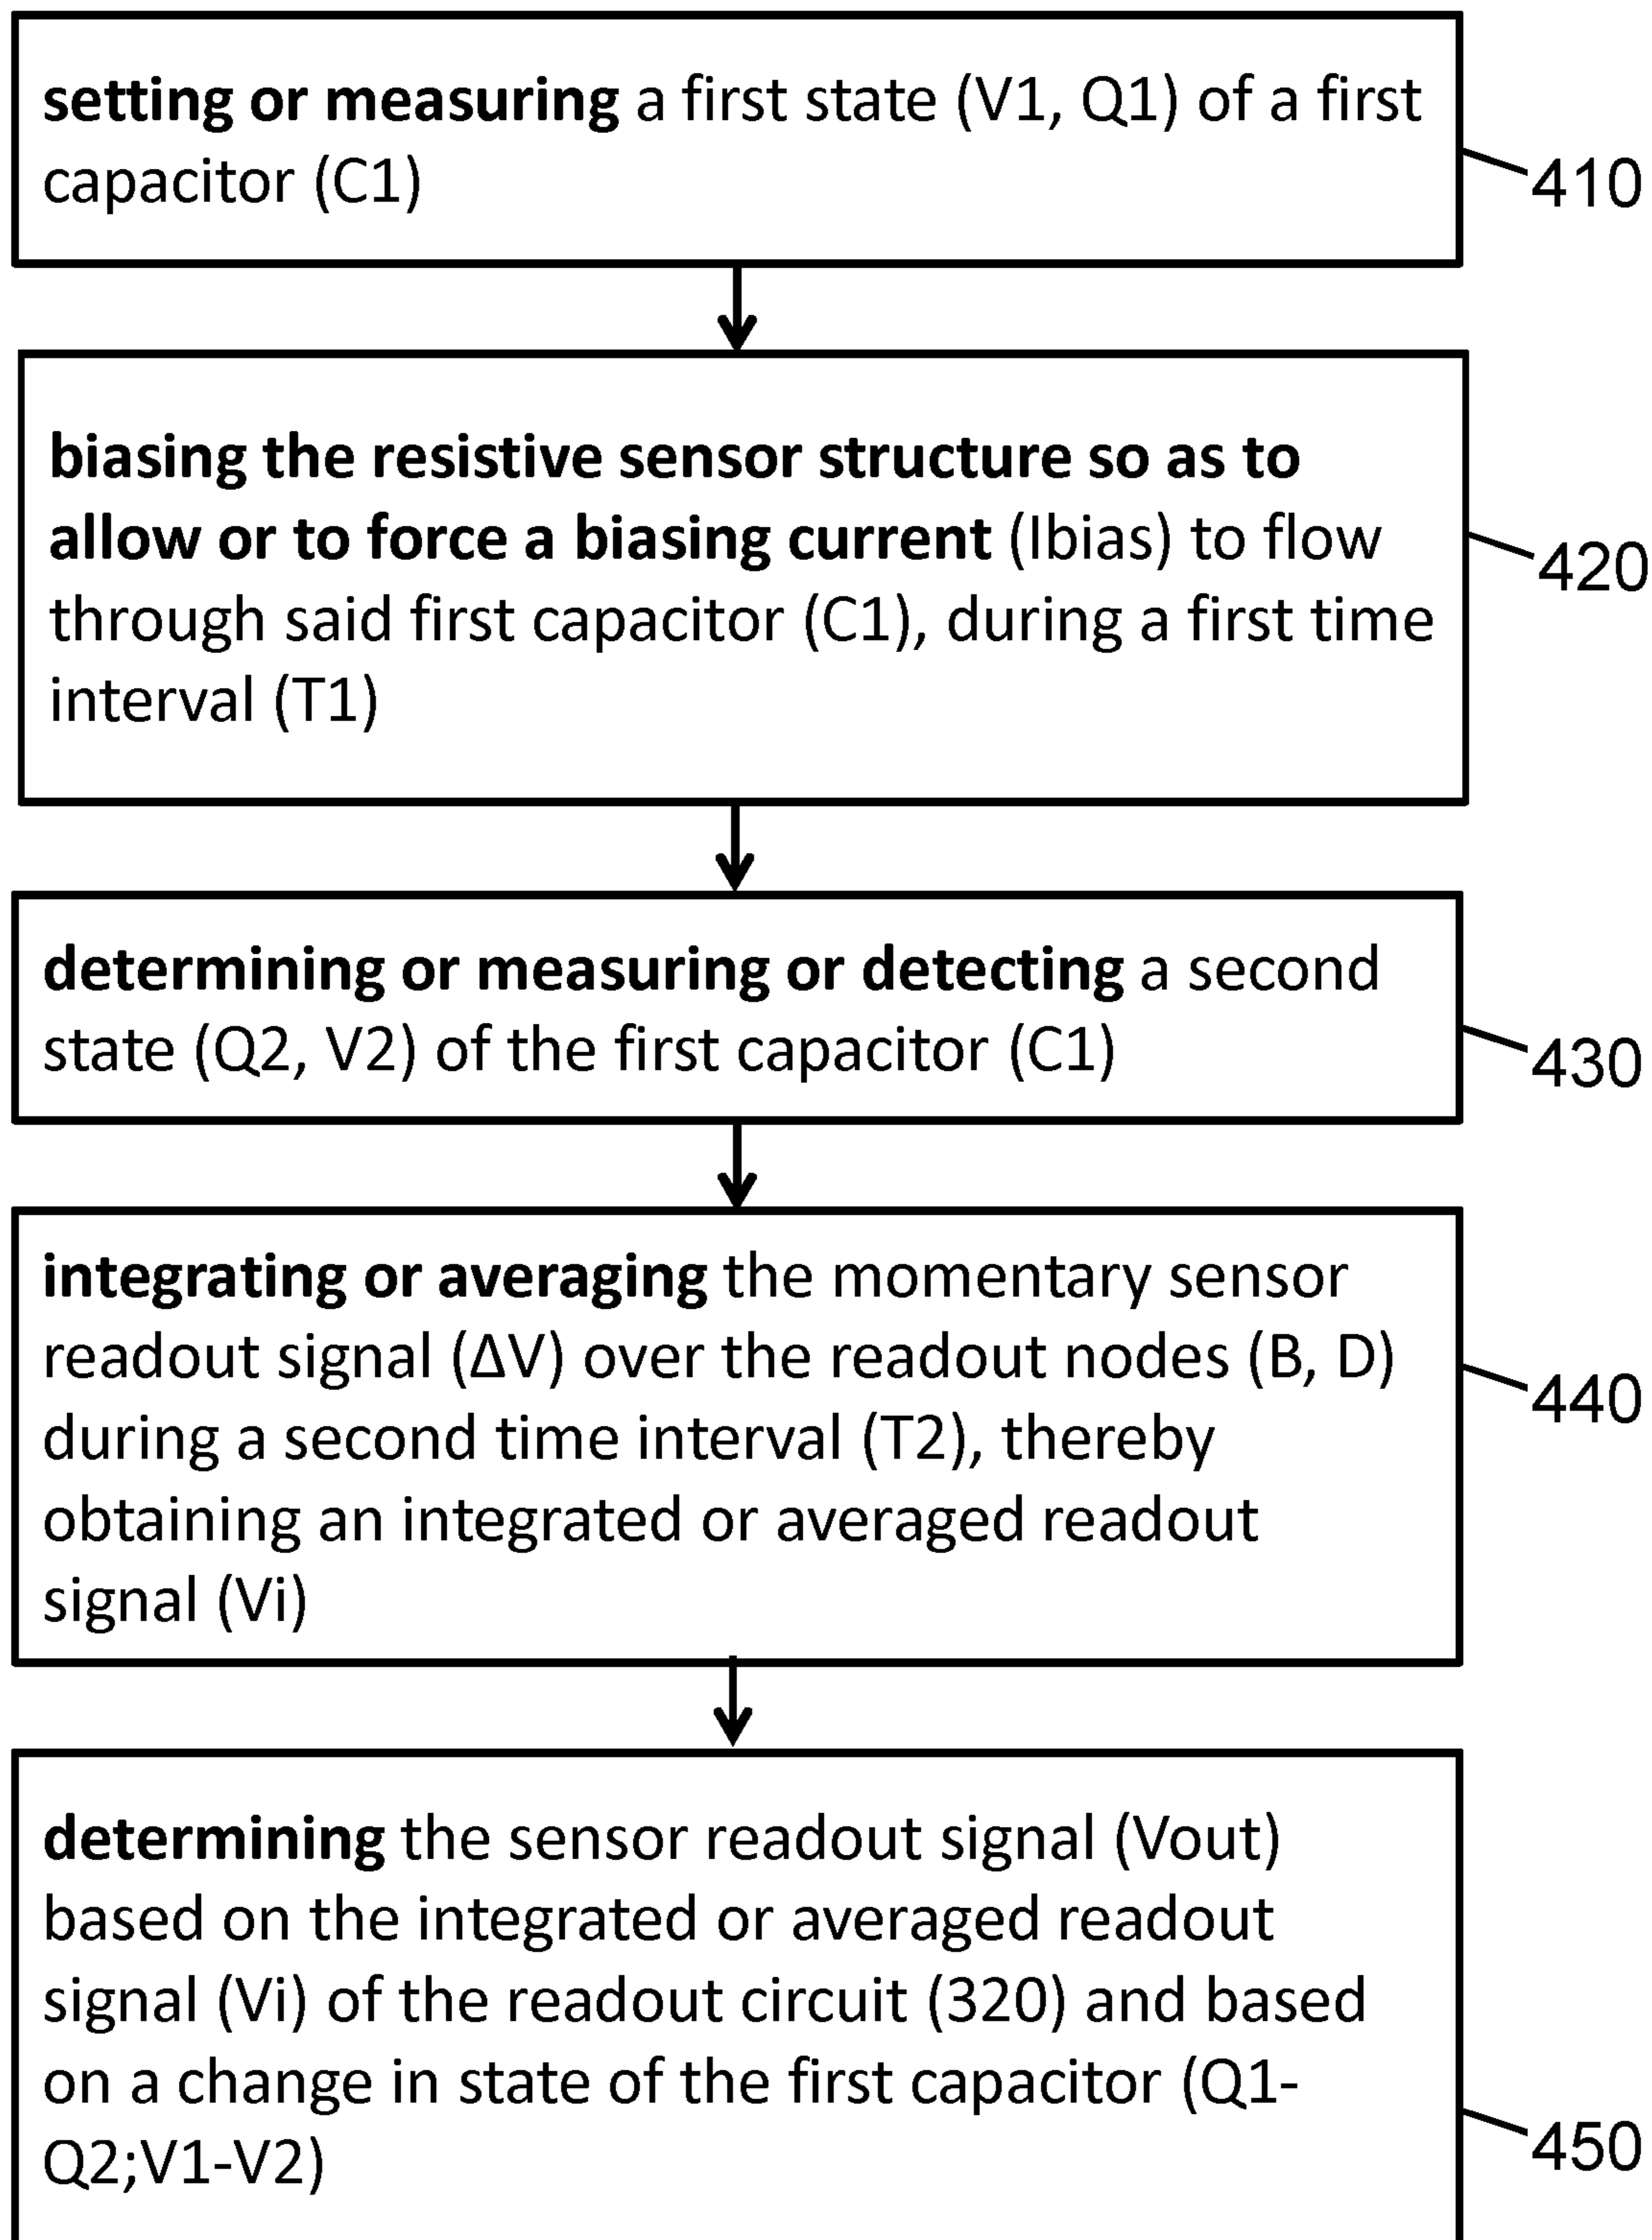 setting or measuring a first state (V1, Q1) of a first
capacitor (C1)
410
biasing the resistive sensor structure so as to
allow or to force a biasing current (Ibias) to flow
through said first capacitor (C1), during a first time
interval (T1)
420
determining or measuring or detecting a second
state (Q2, V2) of the first capacitor (C1)
430
integrating or averaging the momentary sensor
readout signal (ΔV) over the readout nodes (B, D)
during a second time interval (T2), thereby
obtaining an integrated or averaged readout
signal (Vi)
440
determining the sensor readout signal (Vout)
based on the integrated or averaged readout
signal (Vi) of the readout circuit (320) and based
on a change in state of the first capacitor (Q1-
Q2;V1-V2)
450